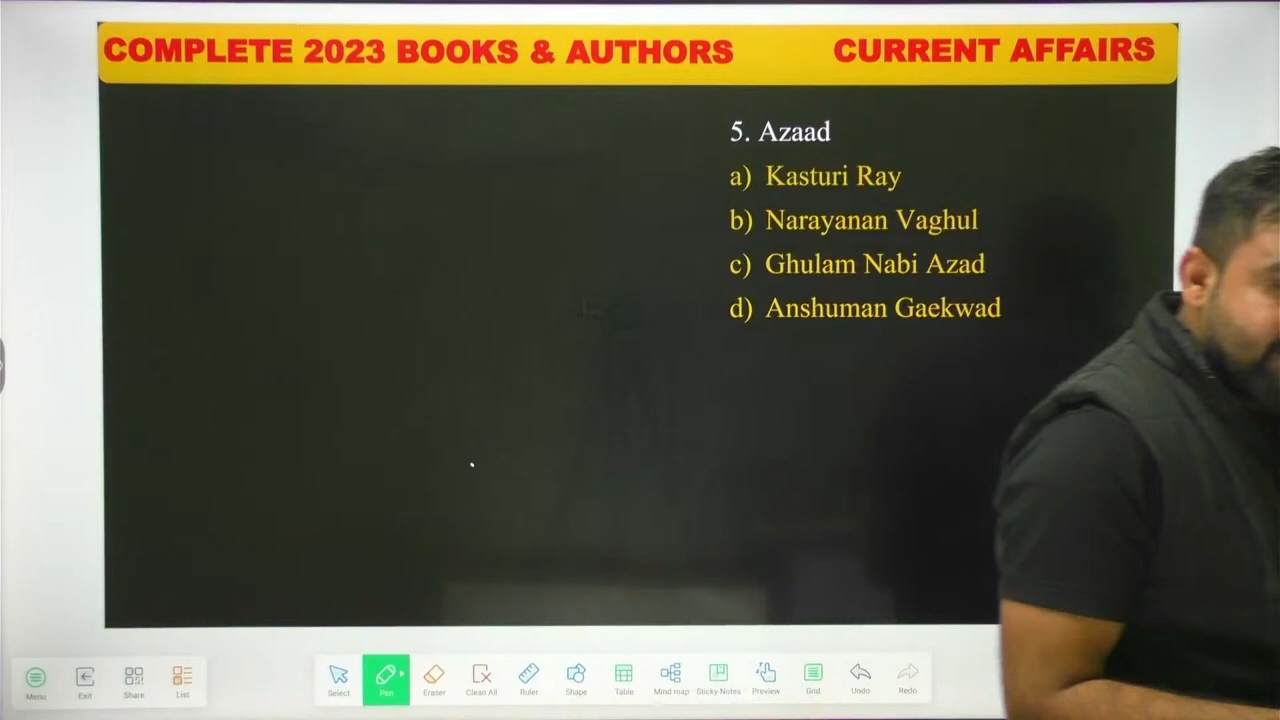 COMPLETE 2023 BOOKS & AUTHORS CURRENT AFFAIRS
5. Azaad
a) Kasturi Ray
b) Narayanan Vaghul
c) Ghulam Nabi Azad
d) Anshuman Gaekwad
Menu Exit Share List Select Pen Eraser Clean All Ruler Shape Table Mind map Sticky-Notes Preview Grid Undo Redo